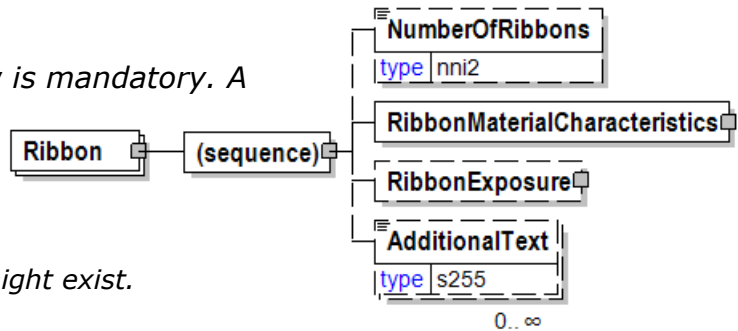 NumberOfRibbons
type nni2
y is mandatory. A
RibbonMaterialCharacteristics
Ribbon
(sequence)
RibbonExposure
AdditionalText
type s255
ight exist.
0..∞